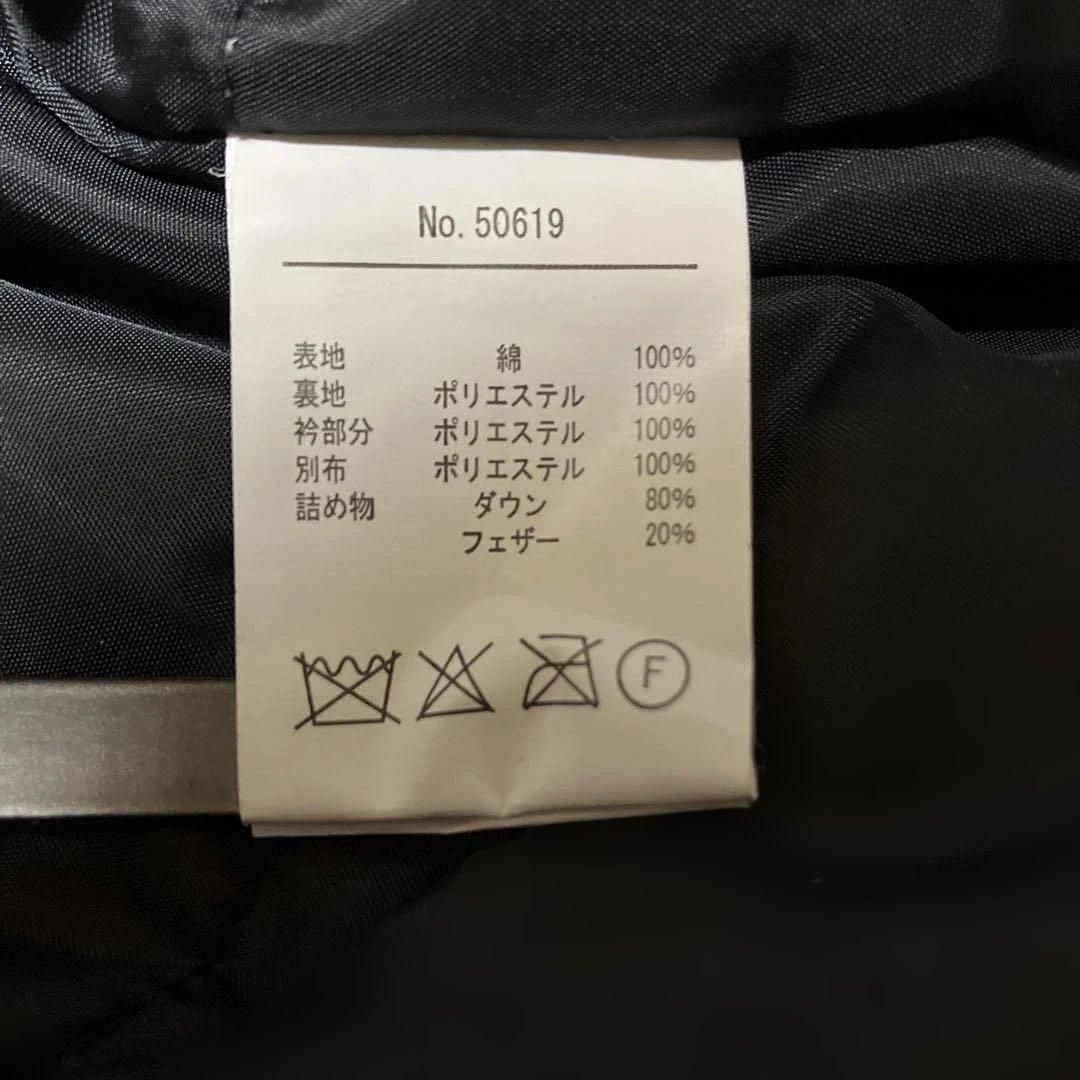 No. 50619
表地 綿 100%
裏地 ポリエステル 100%
衿部分 ポリエステル 100%
別布 ポリエステル 100%
詰め物 ダウン 80%
フェザー 20%
F